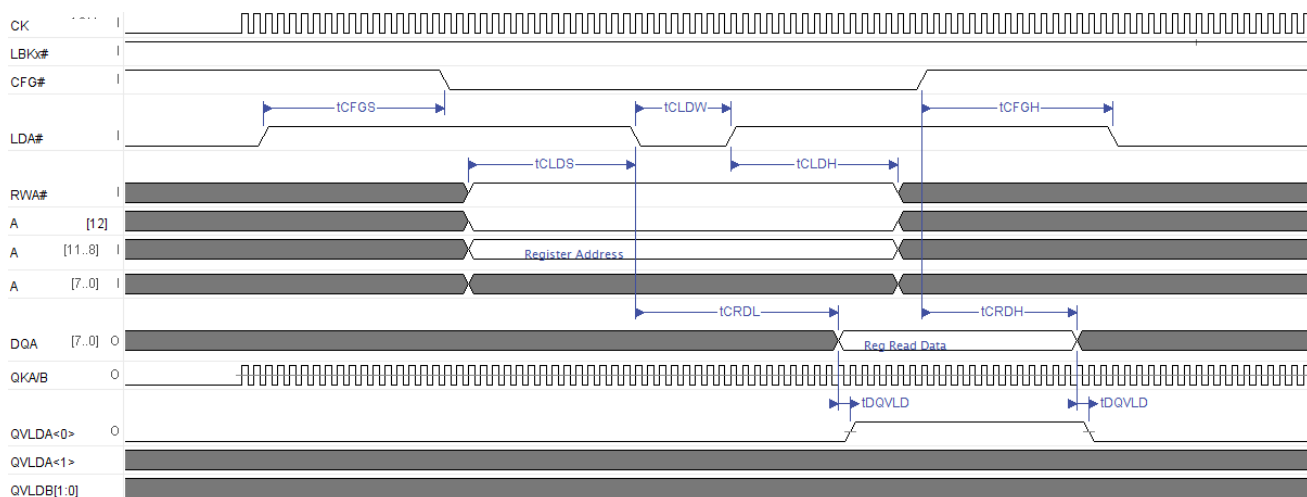 CK I
LBKx# I
CFG# I
tCFGS tCLDW tCFGH
LDA# I
tCLDS tCLDH
RWA# I
A [12]
A [11..8] I Register Address
A [7..0] I
tCRDL tCRDH
DQA [7..0] O Reg Read Data
QKA/B O
tDQVLD tDQVLD
QVLDA<0> O
QVLDA<1>
QVLDB[1:0]